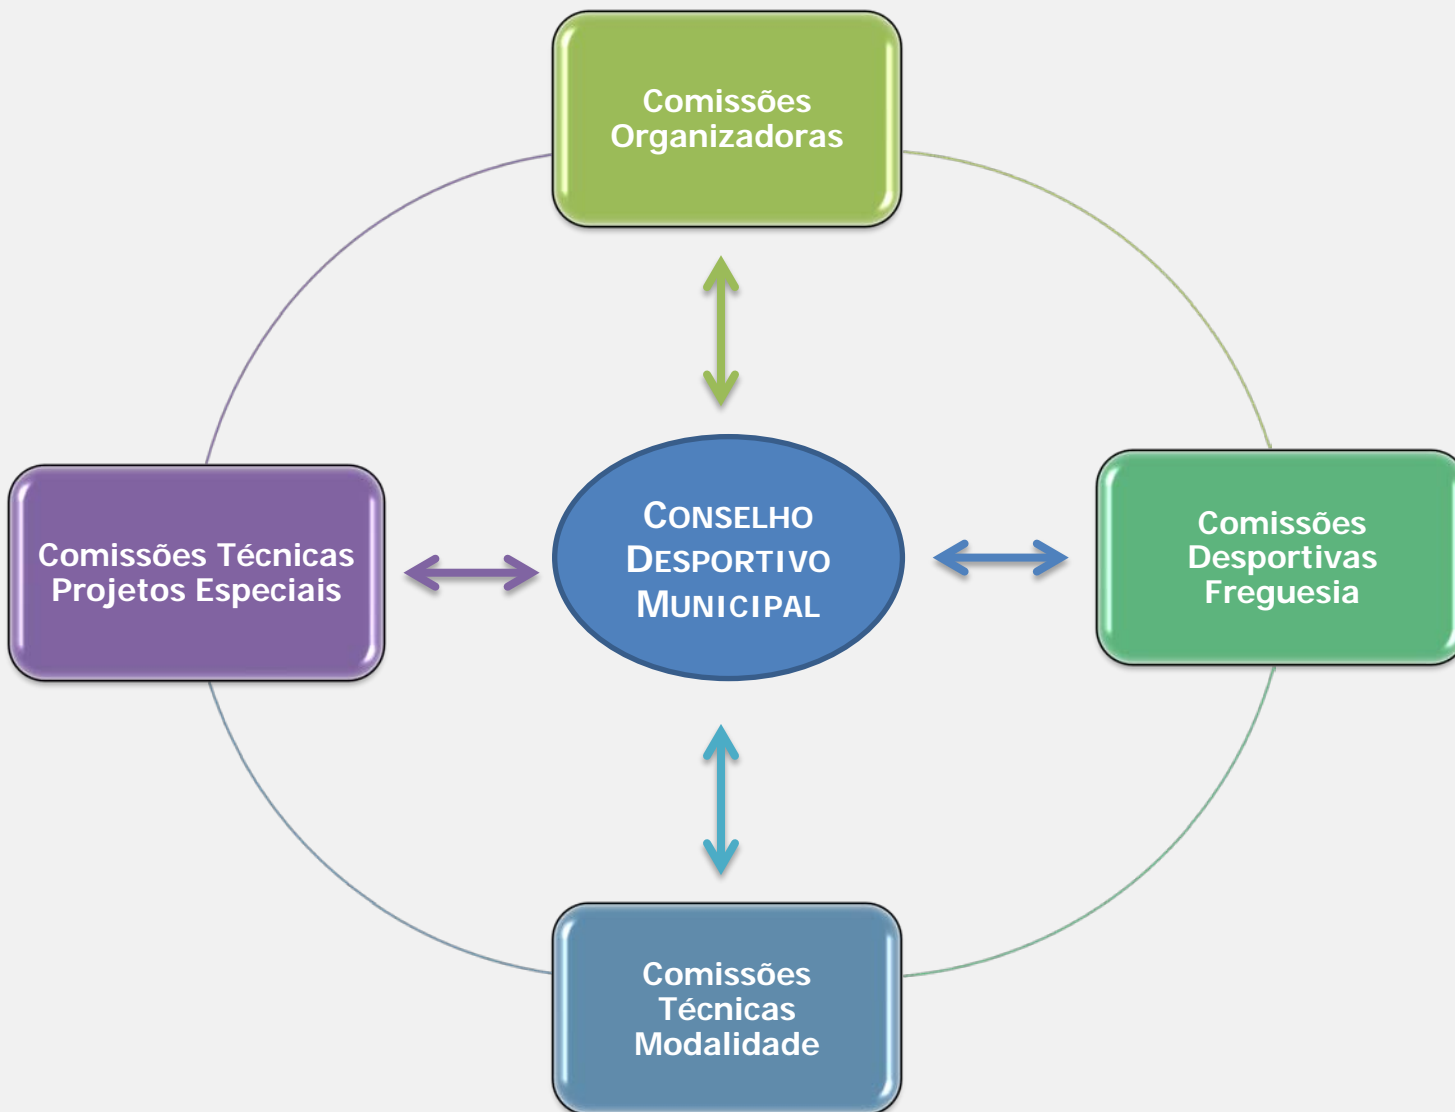 Comissões
Organizadoras
Comissões Técnicas
Projetos Especiais
CONSELHO
DESPORTIVO
MUNICIPAL
Comissões
Desportivas
Freguesia
Comissões
Técnicas
Modalidade